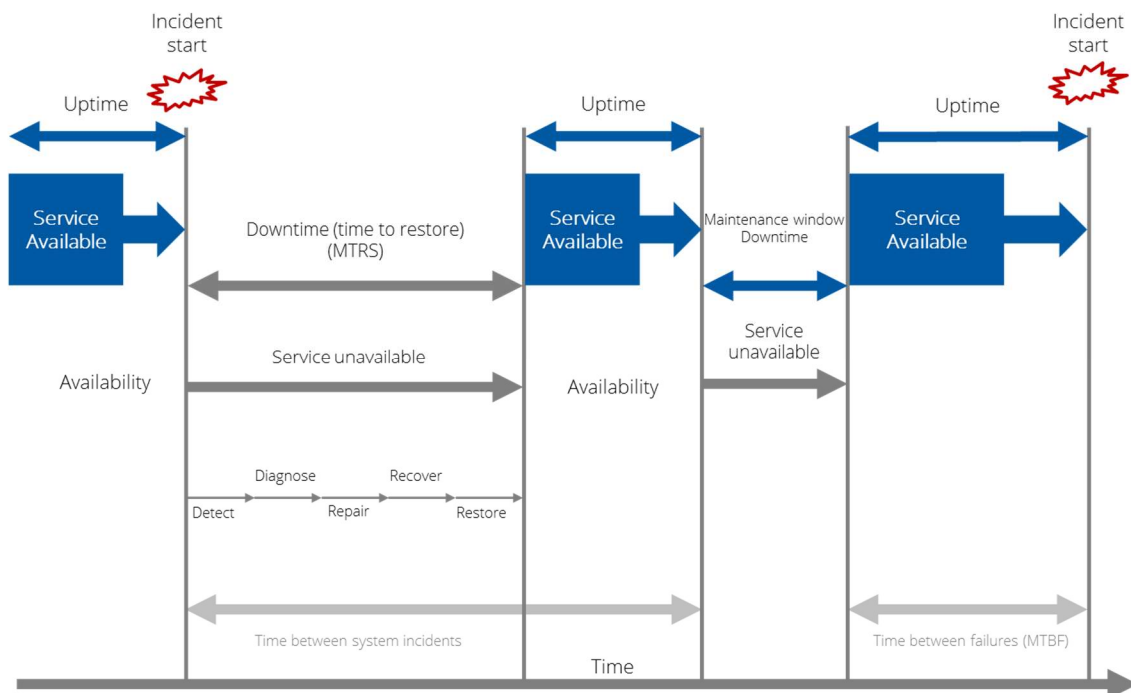 Incident
start
Incident
start
Uptime
Uptime
Uptime
Service
Available
Downtime (time to restore)
(MTRS)
Service
Available
Maintenance window
Downtime
Service
Available
Service unavailable
Service
unavailable
Availability
Availability
Diagnose
Recover
Detect
Repair
Restore
Time between system incidents
Time between failures (MTBF)
Time